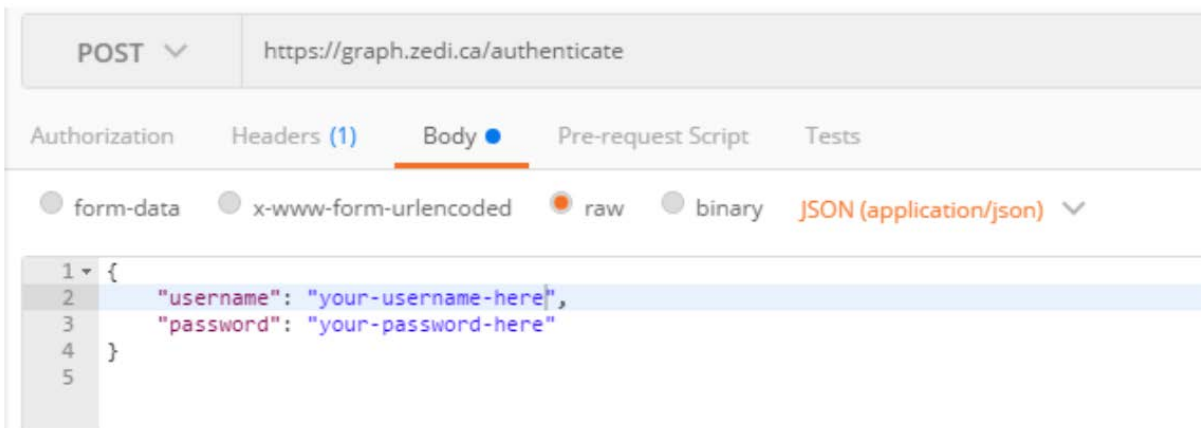 POST https://graph.zedi.ca/authenticate
Authorization Headers (1) Body Pre-request Script Tests
form-data x-www-form-urlencoded raw binary JSON (application/json)
1 {
2 "username": "your-username-here",
3 "password": "your-password-here"
4 }
5